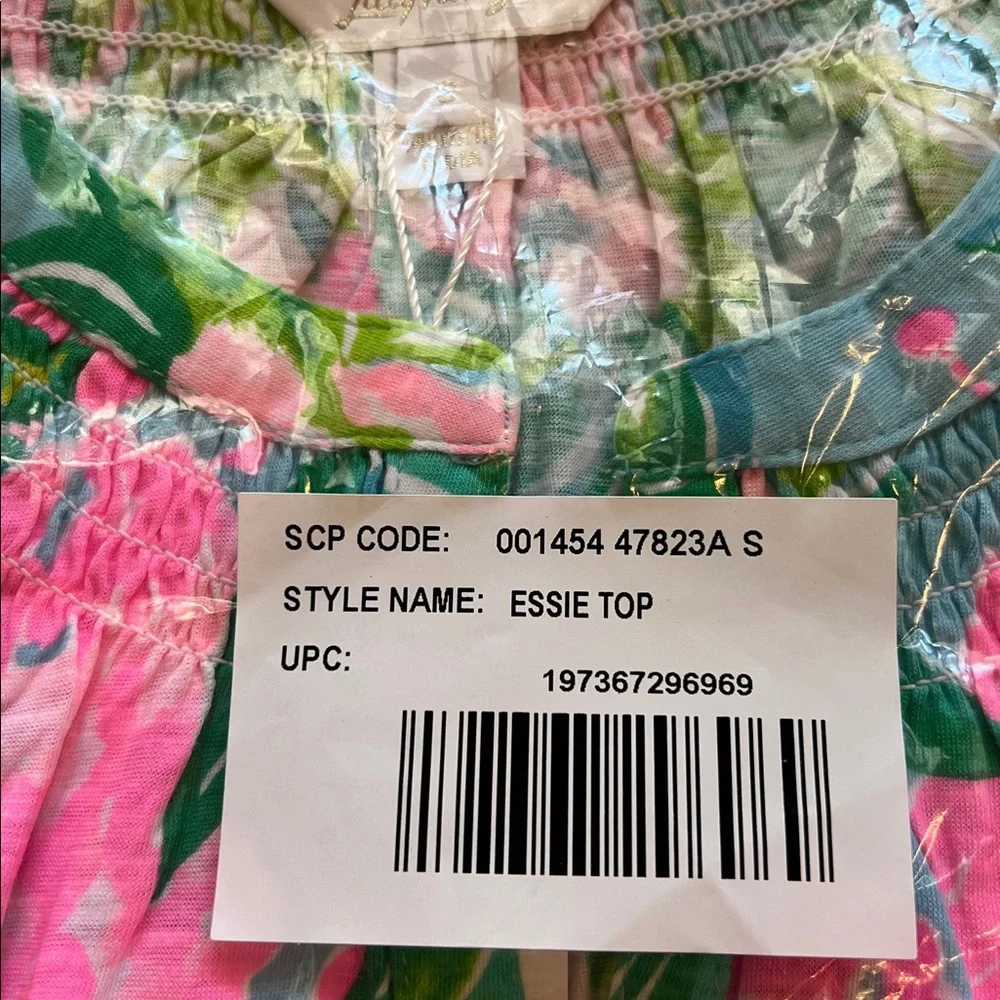 SCP CODE: 001454 47823A S
STYLE NAME: ESSIE TOP
UPC:
197367296969